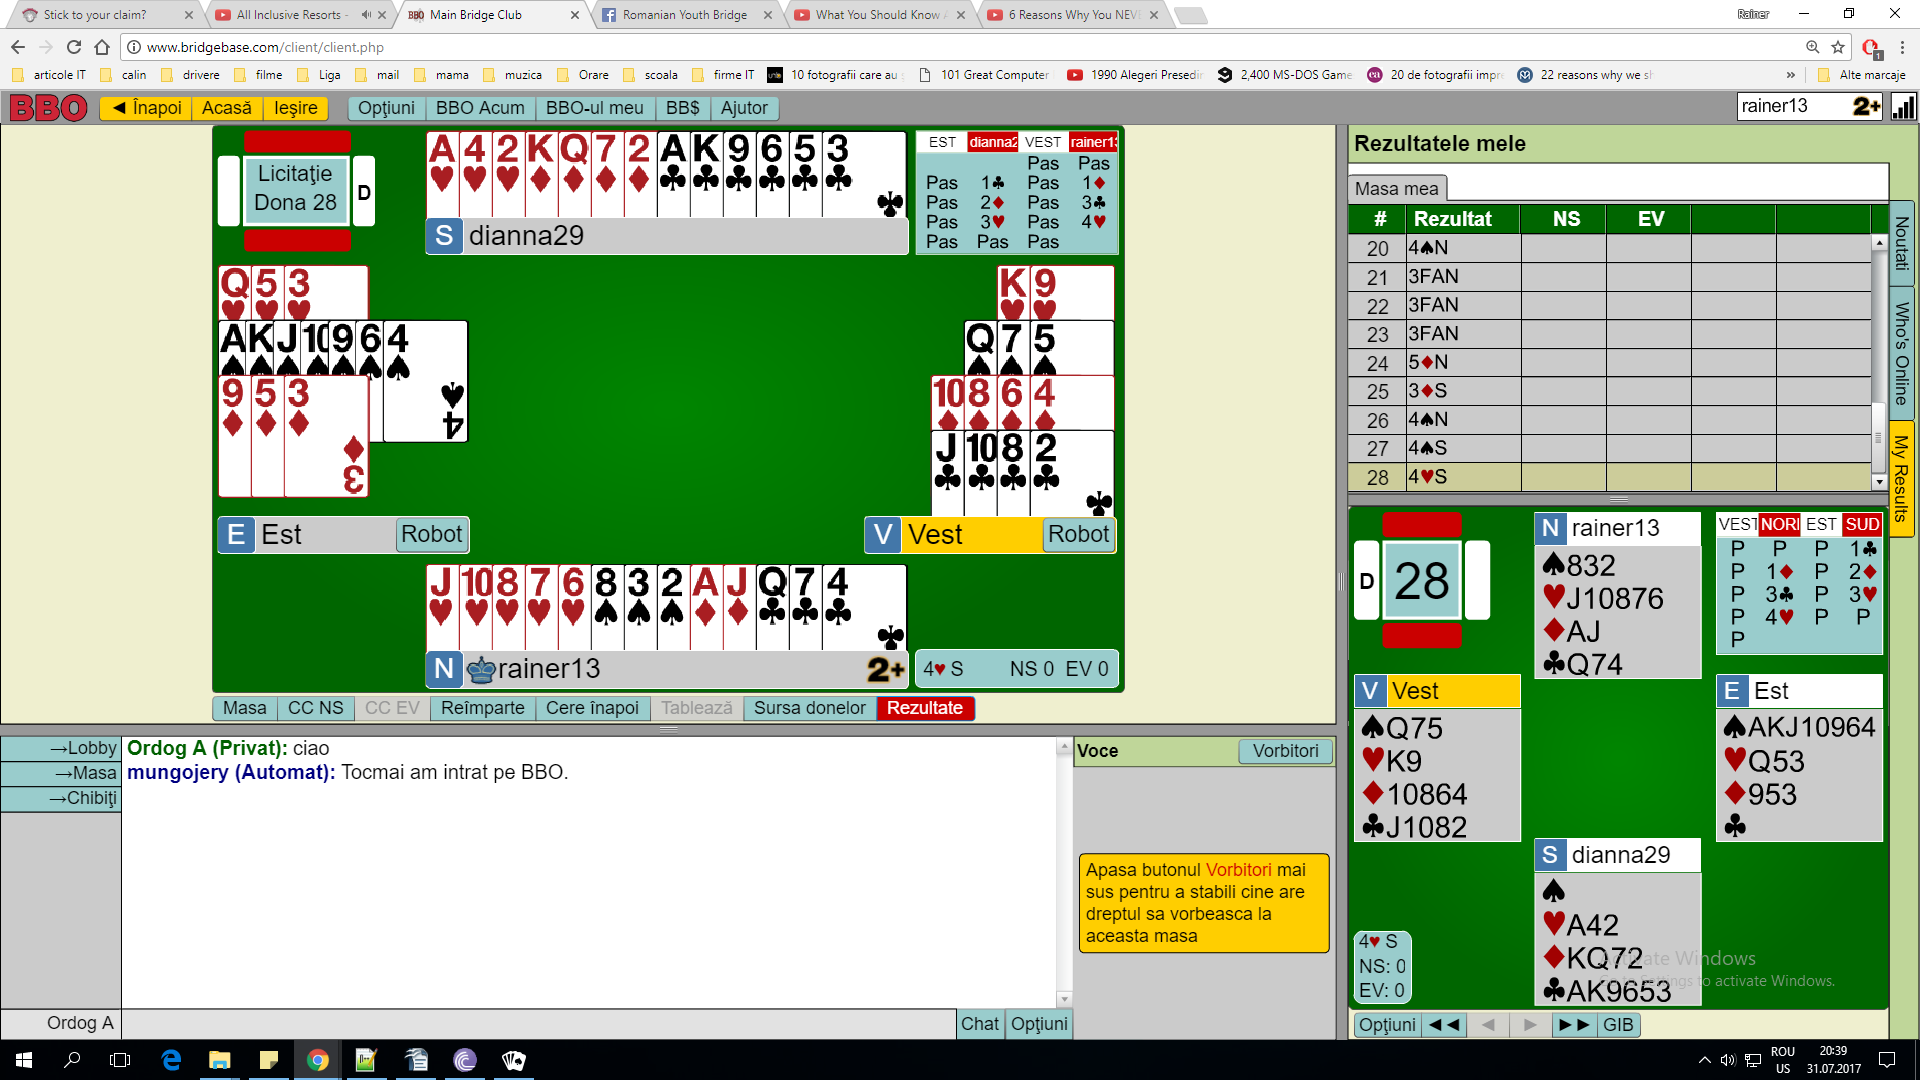 Stick to your claim?
All Inclusive Resorts -
BBO Main Bridge Club
Romanian Youth Bridge
What You Should Know
6 Reasons Why You NEVE
Rainer
www.bridgebase.com/client/client.php
articole IT
calin
drivere
filme
Liga
mail
mama
muzica
Orare
scoala
firme IT
10 fotografii care au
101 Great Computer
1990 Alegeri Presedin
2,400 MS-DOS Game
20 de fotografii impre
22 reasons why we sh
»
Alte marcaje
BBO
◄ Înapoi
Acasă
Ieşire
Opţiuni
BBO Acum
BBO-ul meu
BB$
Ajutor
rainer13 2+
Licitaţie
Dona 28
D
A 4 2 K Q 7 2 A K 9 6 5 3
S dianna29
EST dianna2 VEST rainer13
Pas Pas
Pas 1♣ Pas 1♦
Pas 2♦ Pas 3♣
Pas 3♥ Pas 4♥
Pas Pas Pas
Q 5 3
A K J 10 9 6 4
9 5 3
E Est Robot
K 9
Q 7 5
10 8 6 4
J 10 8 2
V Vest Robot
J 10 8 7 6 8 3 2 A J Q 7 4
N rainer13 2+
4♥ S NS 0 EV 0
Masa
CC NS
CC EV
Reîmparte
Cere înapoi
Tablează
Sursa donelor
Rezultate
→Lobby
→Masa
→Chibiţi
Ordog A (Privat): ciao
mungojery (Automat): Tocmai am intrat pe BBO.
Voce
Vorbitori
Apasa butonul Vorbitori mai
sus pentru a stabili cine are
dreptul sa vorbeasca la
aceasta masa
Ordog A
Chat
Opţiuni
Rezultatele mele
Masa mea
# Rezultat NS EV
20 4♠N
21 3FAN
22 3FAN
23 3FAN
24 5♦N
25 3♦S
26 4♠N
27 4♠S
28 4♥S
Noutati
Who's Online
My Results
D 28
N rainer13
♠832
♥J10876
♦AJ
♣Q74
VEST NORI EST SUD
P P P 1♣
P 1♦ P 2♦
P 3♣ P 3♥
P 4♥ P P
P
V Vest
♠Q75
♥K9
♦10864
♣J1082
E Est
♠AKJ10964
♥Q53
♦953
♣
S dianna29
♠
♥A42
♦KQ72
♣AK9653
4♥ S
NS: 0
EV: 0
Activate Windows
Go to Settings to activate Windows.
Opţiuni
◄◄
◄
►
►►
GIB
ROU
US
20:39
31.07.2017